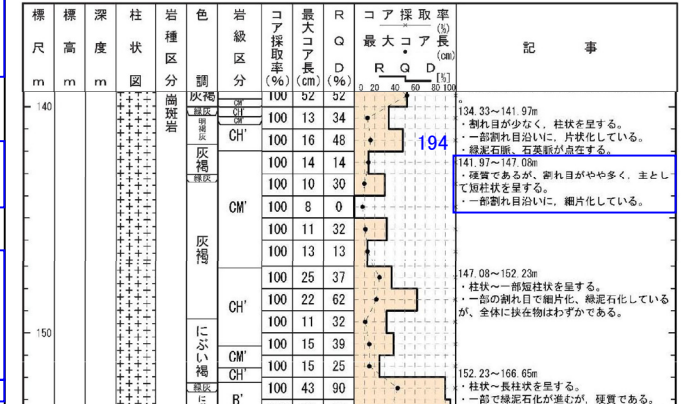 標 標 深 柱 岩 色 岩 コ 最 R コ ア 採 取 率
尺 高 度 状 種 調 級 ア 大 Q (%)
m m m 図 区 区 採 コ D 最 大 コ ア 長
分 分 取 ア (%) (cm)
率 長 R Q D
(%) (cm) [%]
記 事
0 20 40 60 80 100
140
150
崗斑岩
灰褐
緑灰
明褐灰
灰褐
緑灰
灰褐
にぶい褐
緑灰
に
CM'
CH'
CM'
CH'
CM'
CH'
CM'
CH'
B'
100 52 52
100 13 34
100 16 48
100 14 14
100 10 30
100 8 0
100 11 32
100 13 13
100 25 37
100 22 62
100 11 32
100 15 39
100 15 25
100 43 90
194
134.33～141.97m
・割れ目が少なく、柱状を呈する。
・一部割れ目沿いに、片状化している。
・緑泥石脈、石英脈が点在する。
141.97～147.08m
・硬質であるが、割れ目がやや多く、主とし
て短柱状を呈する。
・一部割れ目沿いに、細片化している。
147.08～152.23m
・柱状～一部短柱状を呈する。
・一部の割れ目で細片化、緑泥石化している
が、全体に挟在物はわずかである。
152.23～166.65m
・柱状～長柱状を呈する。
・一部で緑泥石化が進むが、硬質である。